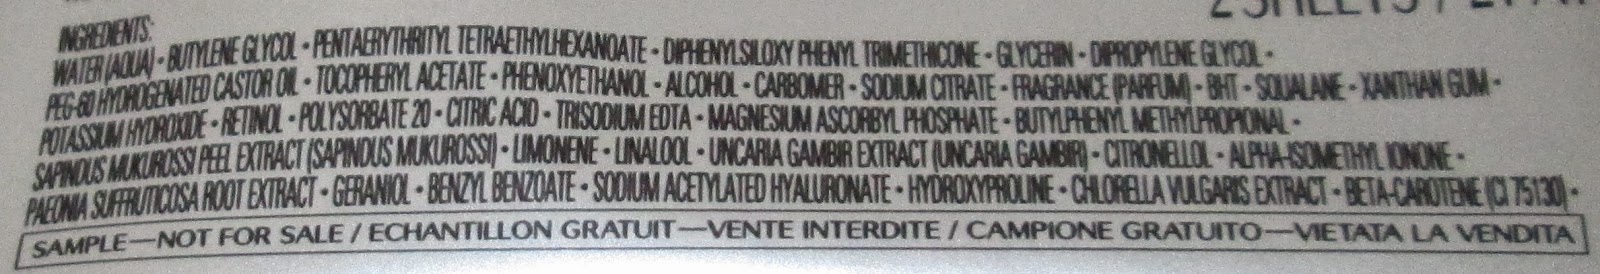 2 SHEETS /
INGREDIENTS:
WATER (AQUA) • BUTYLENE GLYCOL • PENTAERYTHRITYL TETRAETHYLHEXANOATE • DIPHENYLSILOXY PHENYL TRIMETHICONE • GLYCERIN • DIPROPYLENE GLYCOL •
PEG-60 HYDROGENATED CASTOR OIL • TOCOPHERYL ACETATE • PHENOXYETHANOL • ALCOHOL • CARBOMER • SODIUM CITRATE • FRAGRANCE (PARFUM) • BHT • SQUALANE • XANTHAN GUM •
POTASSIUM HYDROXIDE • RETINOL • POLYSORBATE 20 • CITRIC ACID • TRISODIUM EDTA • MAGNESIUM ASCORBYL PHOSPHATE • BUTYLPHENYL METHYLPROPIONAL •
SAPINDUS MUKUROSSI PEEL EXTRACT (SAPINDUS MUKUROSSI) • LIMONENE • LINALOOL • UNCARIA GAMBIR EXTRACT (UNCARIA GAMBIR) • CITRONELLOL • ALPHA-ISOMETHYL IONONE •
PAEONIA SUFFRUTICOSA ROOT EXTRACT • GERANIOL • BENZYL BENZOATE • SODIUM ACETYLATED HYALURONATE • HYDROXYPROLINE • CHLORELLA VULGARIS EXTRACT • BETA-CAROTENE (CI 75130) •
SAMPLE—NOT FOR SALE / ECHANTILLON GRATUIT—VENTE INTERDITE / CAMPIONE GRATUITO—VIETATA LA VENDITA